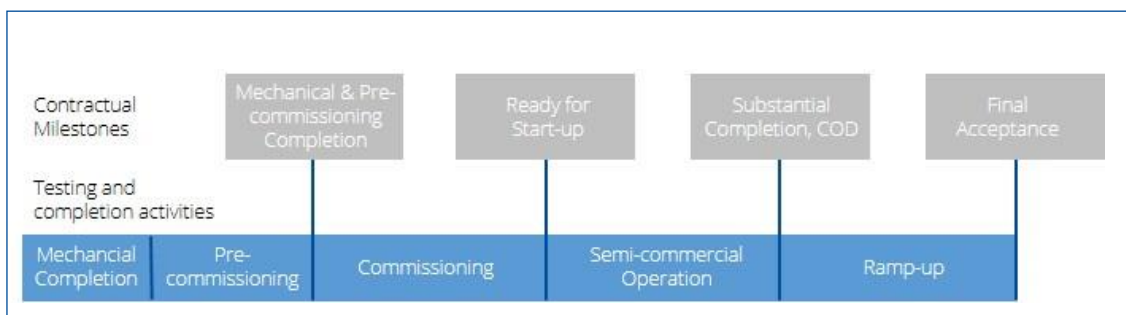 Contractual
Milestones
Mechanical & Pre-
commissioning
Completion
Ready for
Start-up
Substantial
Completion, COD
Final
Acceptance
Testing and
completion activities
Mechancial
Completion
Pre-
commissioning
Commissioning
Semi-commercial
Operation
Ramp-up